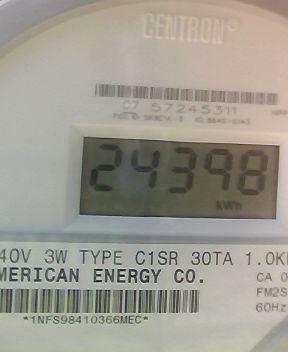 CENTRON
C7 57245311
24398
kWh
40V 3W TYPE C1SR 30TA 1.0K
MERICAN ENERGY CO.
CA 0
FM2S
60Hz
*1NFS98410366MEC*